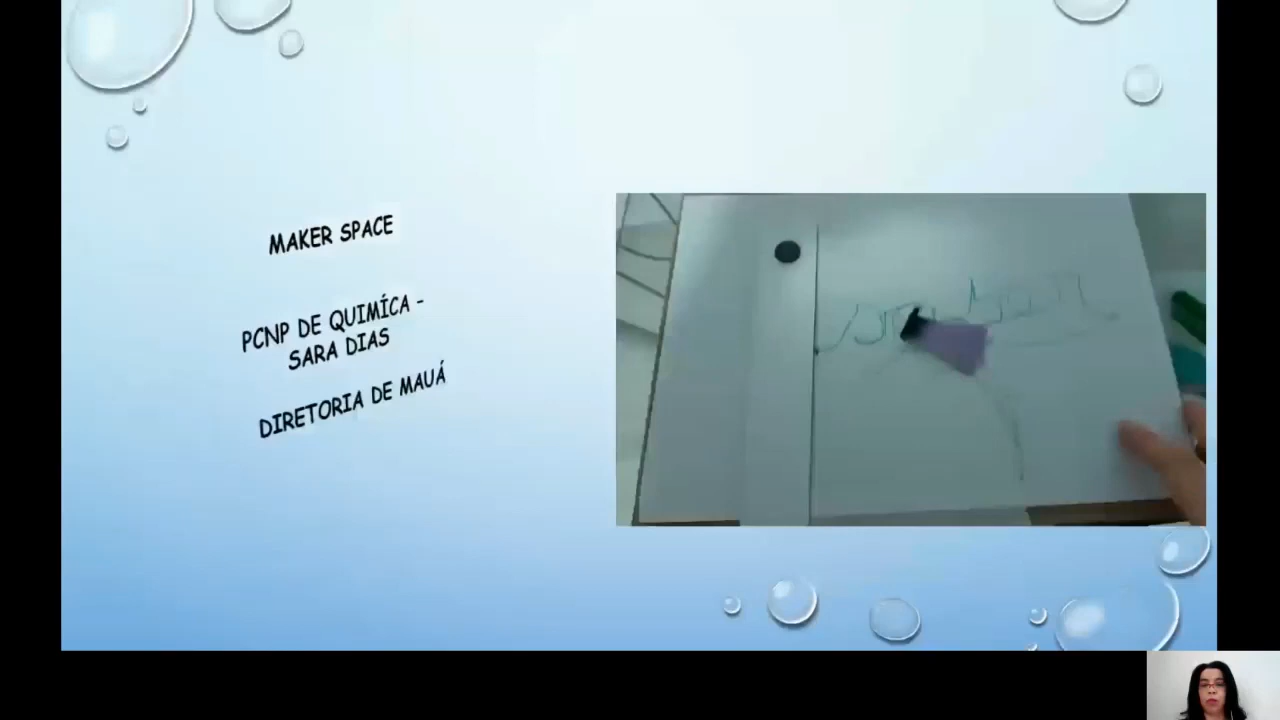 MAKER SPACE
PCNP DE QUIMÍCA -
SARA DIAS
DIRETORIA DE MAUÁ